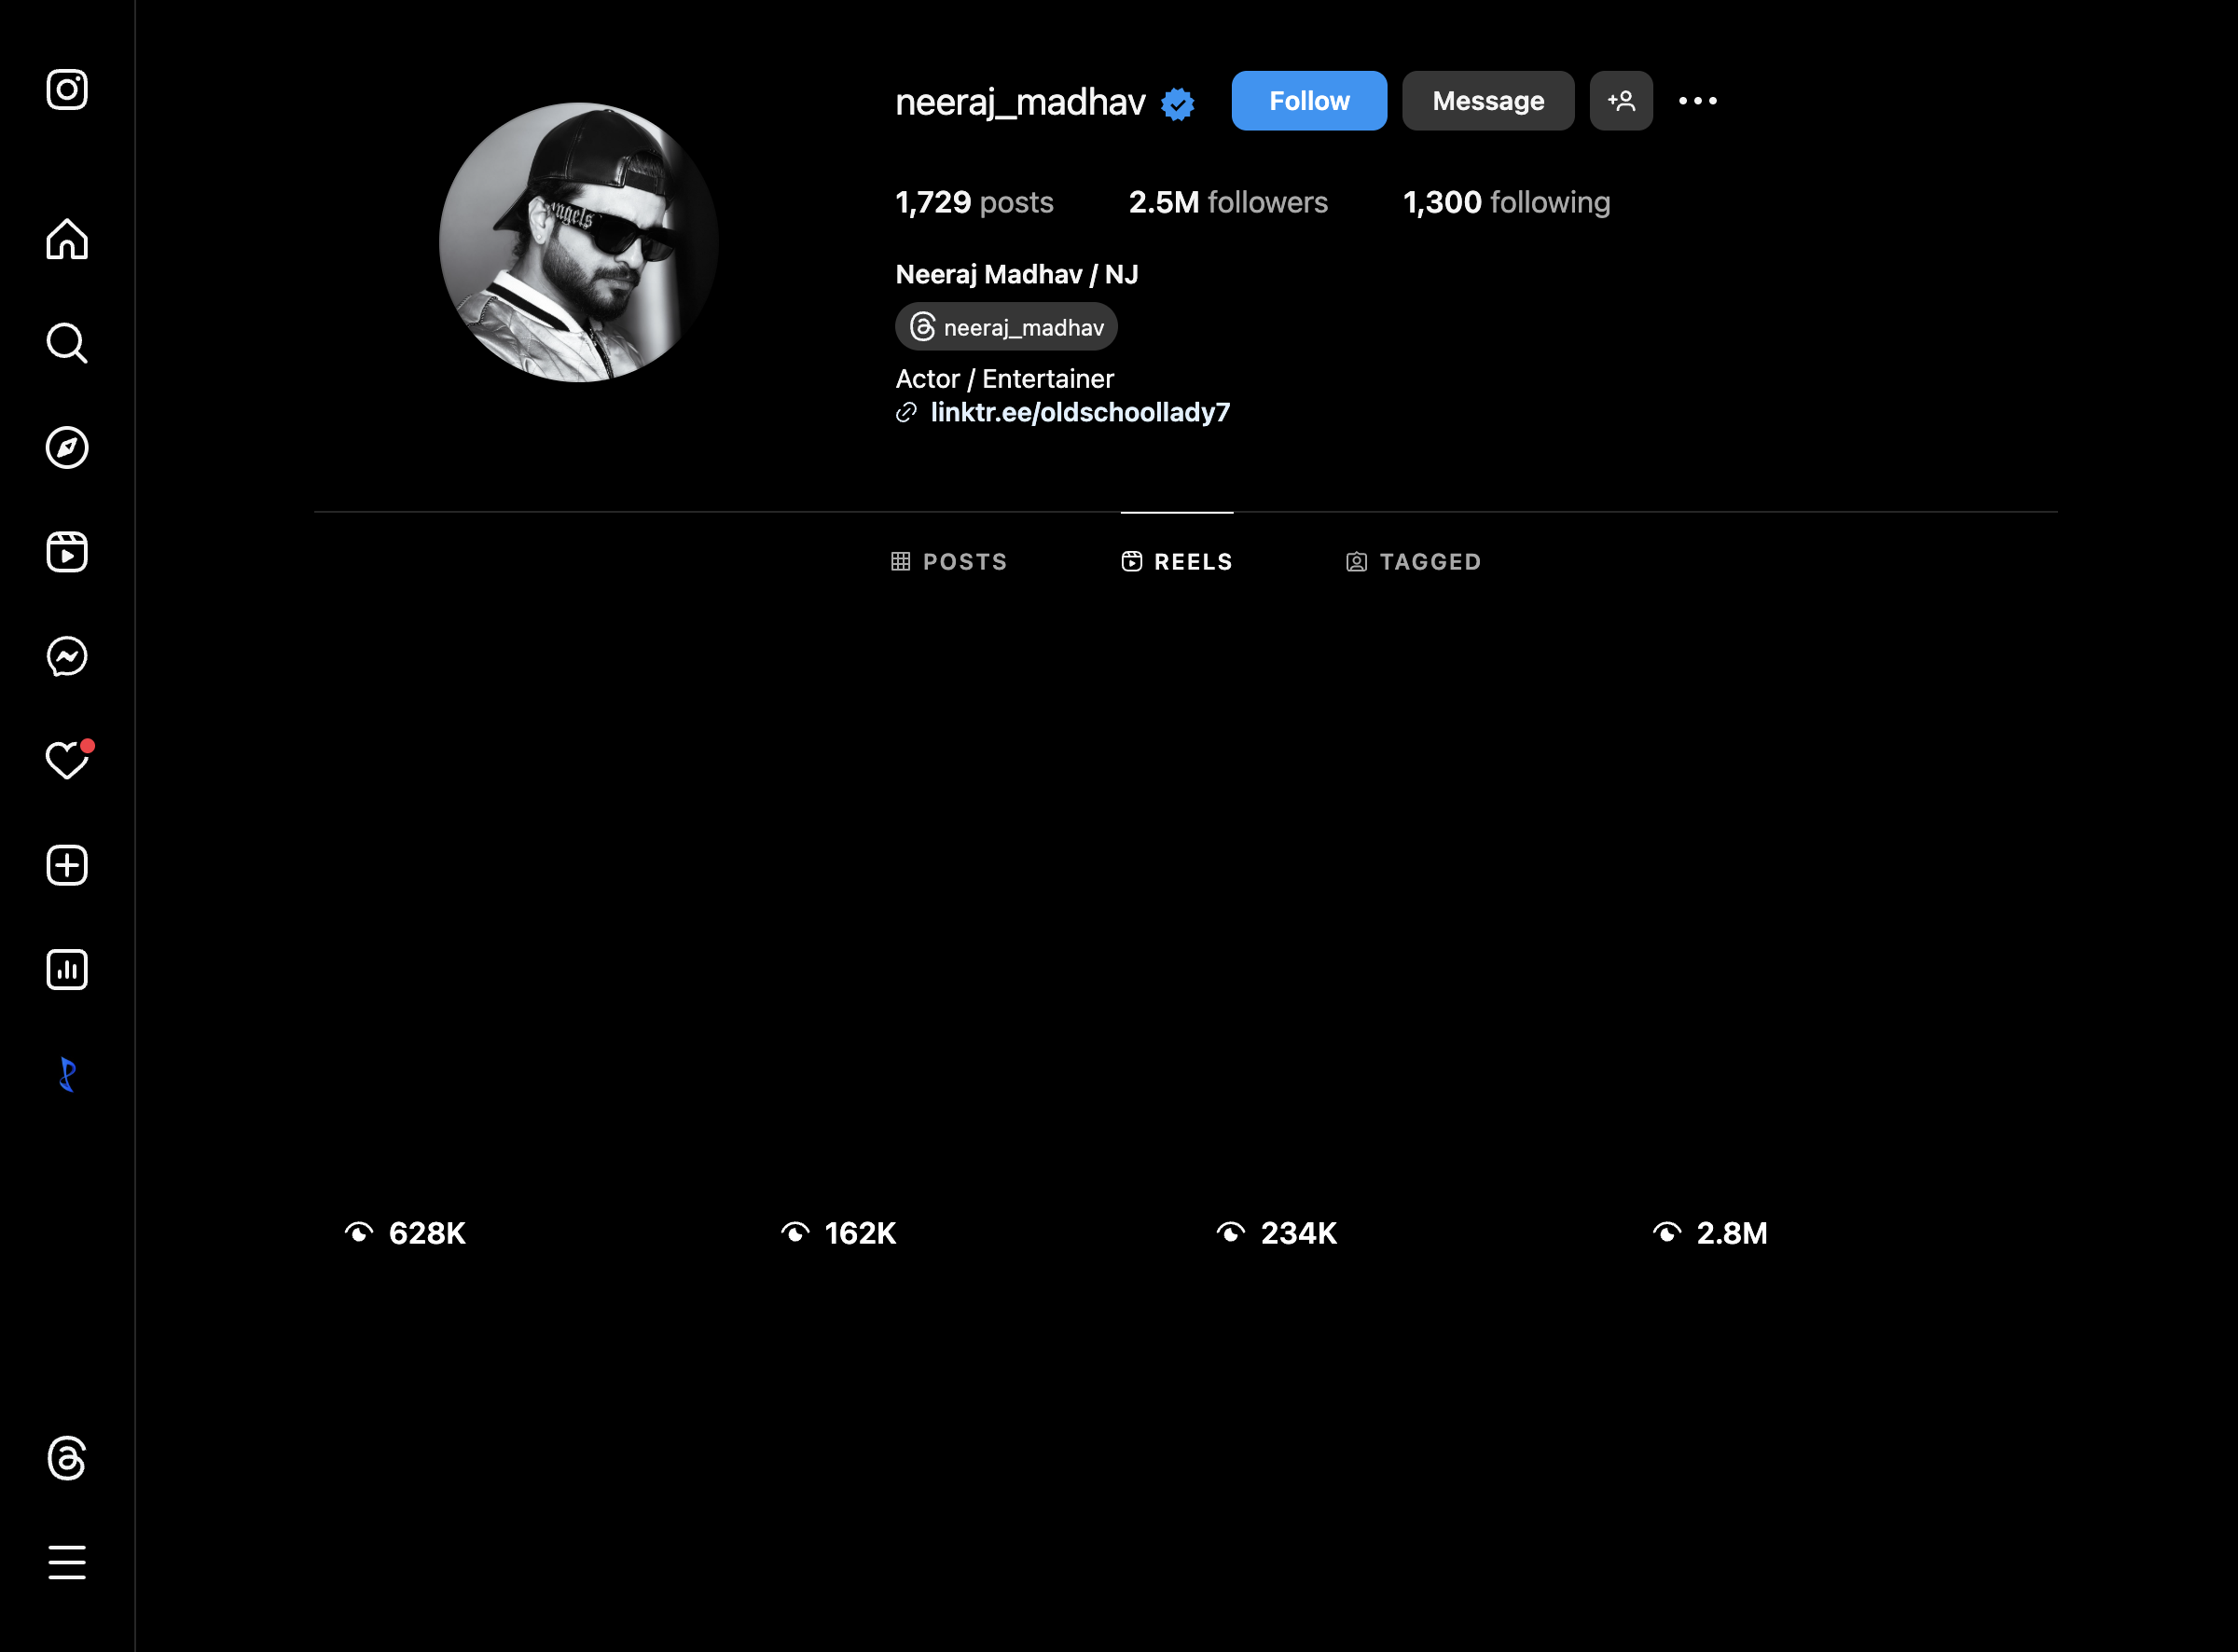 neeraj_madhav Follow Message
1,729 posts 2.5M followers 1,300 following
Neeraj Madhav / NJ
neeraj_madhav
Actor / Entertainer
linktr.ee/oldschoollady7
POSTS REELS TAGGED
628K 162K 234K 2.8M